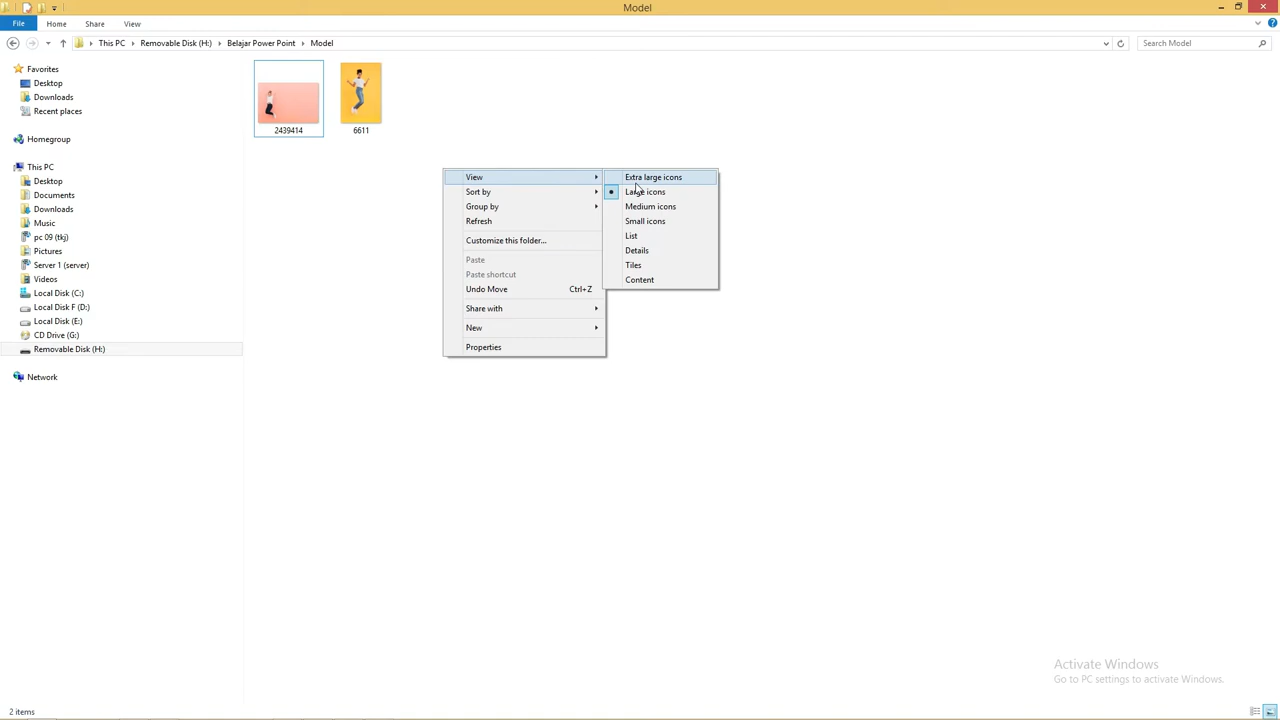 Model
File Home Share View
This PC Removable Disk (H:) Belajar Power Point Model
Search Model
Favorites
Desktop
Downloads
Recent places
Homegroup
This PC
Desktop
Documents
Downloads
Music
pc 09 (tkj)
Pictures
Server 1 (server)
Videos
Local Disk (C:)
Local Disk F (D:)
Local Disk (E:)
CD Drive (G:)
Removable Disk (H:)
Network
2439414 6611
View
Sort by
Group by
Refresh
Customize this folder...
Paste
Paste shortcut
Undo Move Ctrl+Z
Share with
New
Properties
Extra large icons
Large icons
Medium icons
Small icons
List
Details
Tiles
Content
Activate Windows
Go to PC settings to activate Windows.
2 items